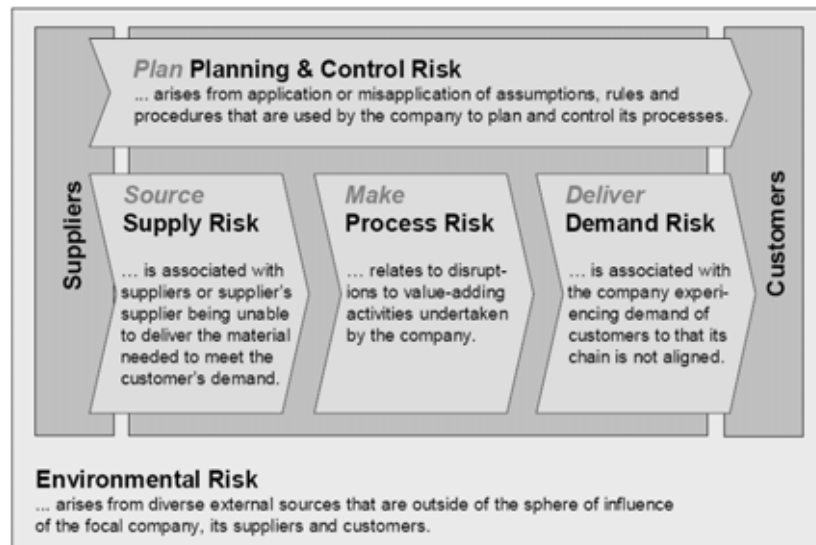 Plan Planning & Control Risk
... arises from application or misapplication of assumptions, rules and
procedures that are used by the company to plan and control its processes.
Suppliers
Source
Supply Risk
... is associated with
suppliers or supplier's
supplier being unable
to deliver the material
needed to meet the
customer's demand.
Make
Process Risk
... relates to disrupt-
ions to value-adding
activities undertaken
by the company.
Deliver
Demand Risk
... is associated with
the company experi-
encing demand of
customers to that its
chain is not aligned.
Customers
Environmental Risk
... arises from diverse external sources that are outside of the sphere of influence
of the focal company, its suppliers and customers.